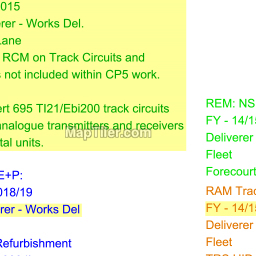 015
rer - Works Del.
Lane
RCM on Track Circuits and
s not included within CP5 work.
ert 695 TI21/Ebi200 track circuits
analogue transmitters and receivers
tal units.
MapTiler.com
E+P:
018/19
rer - Works Del
Refurbishment
REM: NS
FY - 14/15
Deliverer
Fleet
Forecourt
RAM Trac
FY - 14/15
Deliverer
Fleet